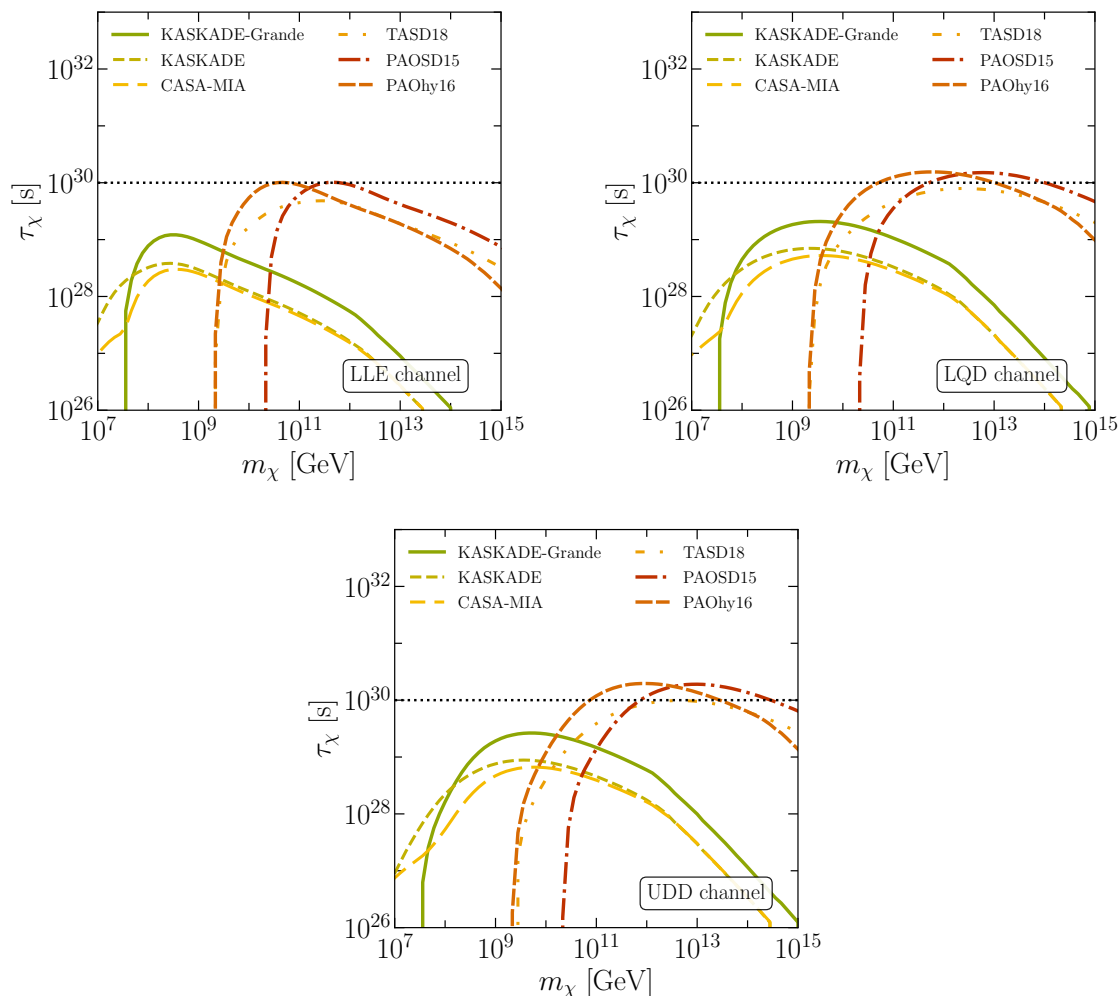 KASKADE-Grande
KASKADE
CASA-MIA
TASD18
PAOSD15
PAOhy16
10^32
10^30
10^28
10^26
τ_χ [s]
LLE channel
10^7 10^9 10^11 10^13 10^15
m_χ [GeV]
KASKADE-Grande
KASKADE
CASA-MIA
TASD18
PAOSD15
PAOhy16
10^32
10^30
10^28
10^26
τ_χ [s]
LQD channel
10^7 10^9 10^11 10^13 10^15
m_χ [GeV]
KASKADE-Grande
KASKADE
CASA-MIA
TASD18
PAOSD15
PAOhy16
10^32
10^30
10^28
10^26
τ_χ [s]
UDD channel
10^7 10^9 10^11 10^13 10^15
m_χ [GeV]